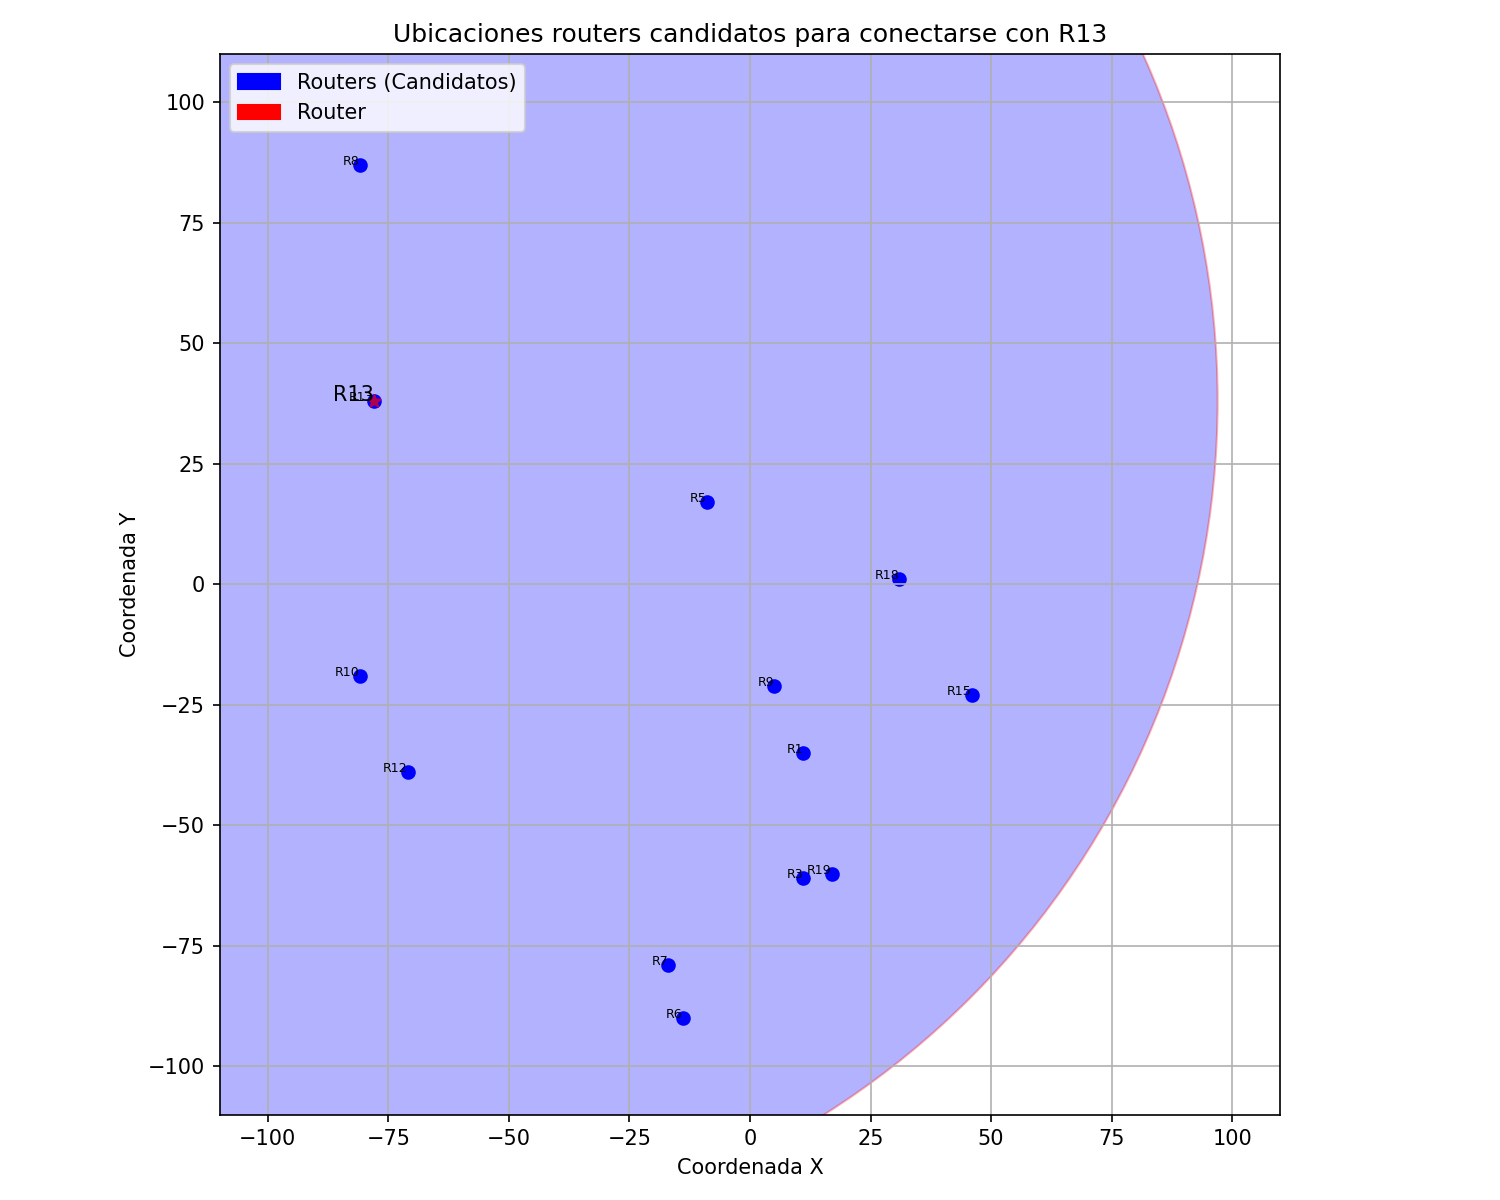 Ubicaciones routers candidatos para conectarse con R13
Routers (Candidatos)
Router
100
75
50
25
0
−25
−50
−75
−100
Coordenada Y
R8
R13
R5
R18
R10
R9
R15
R1
R12
R3
R19
R7
R6
−100
−75
−50
−25
0
25
50
75
100
Coordenada X